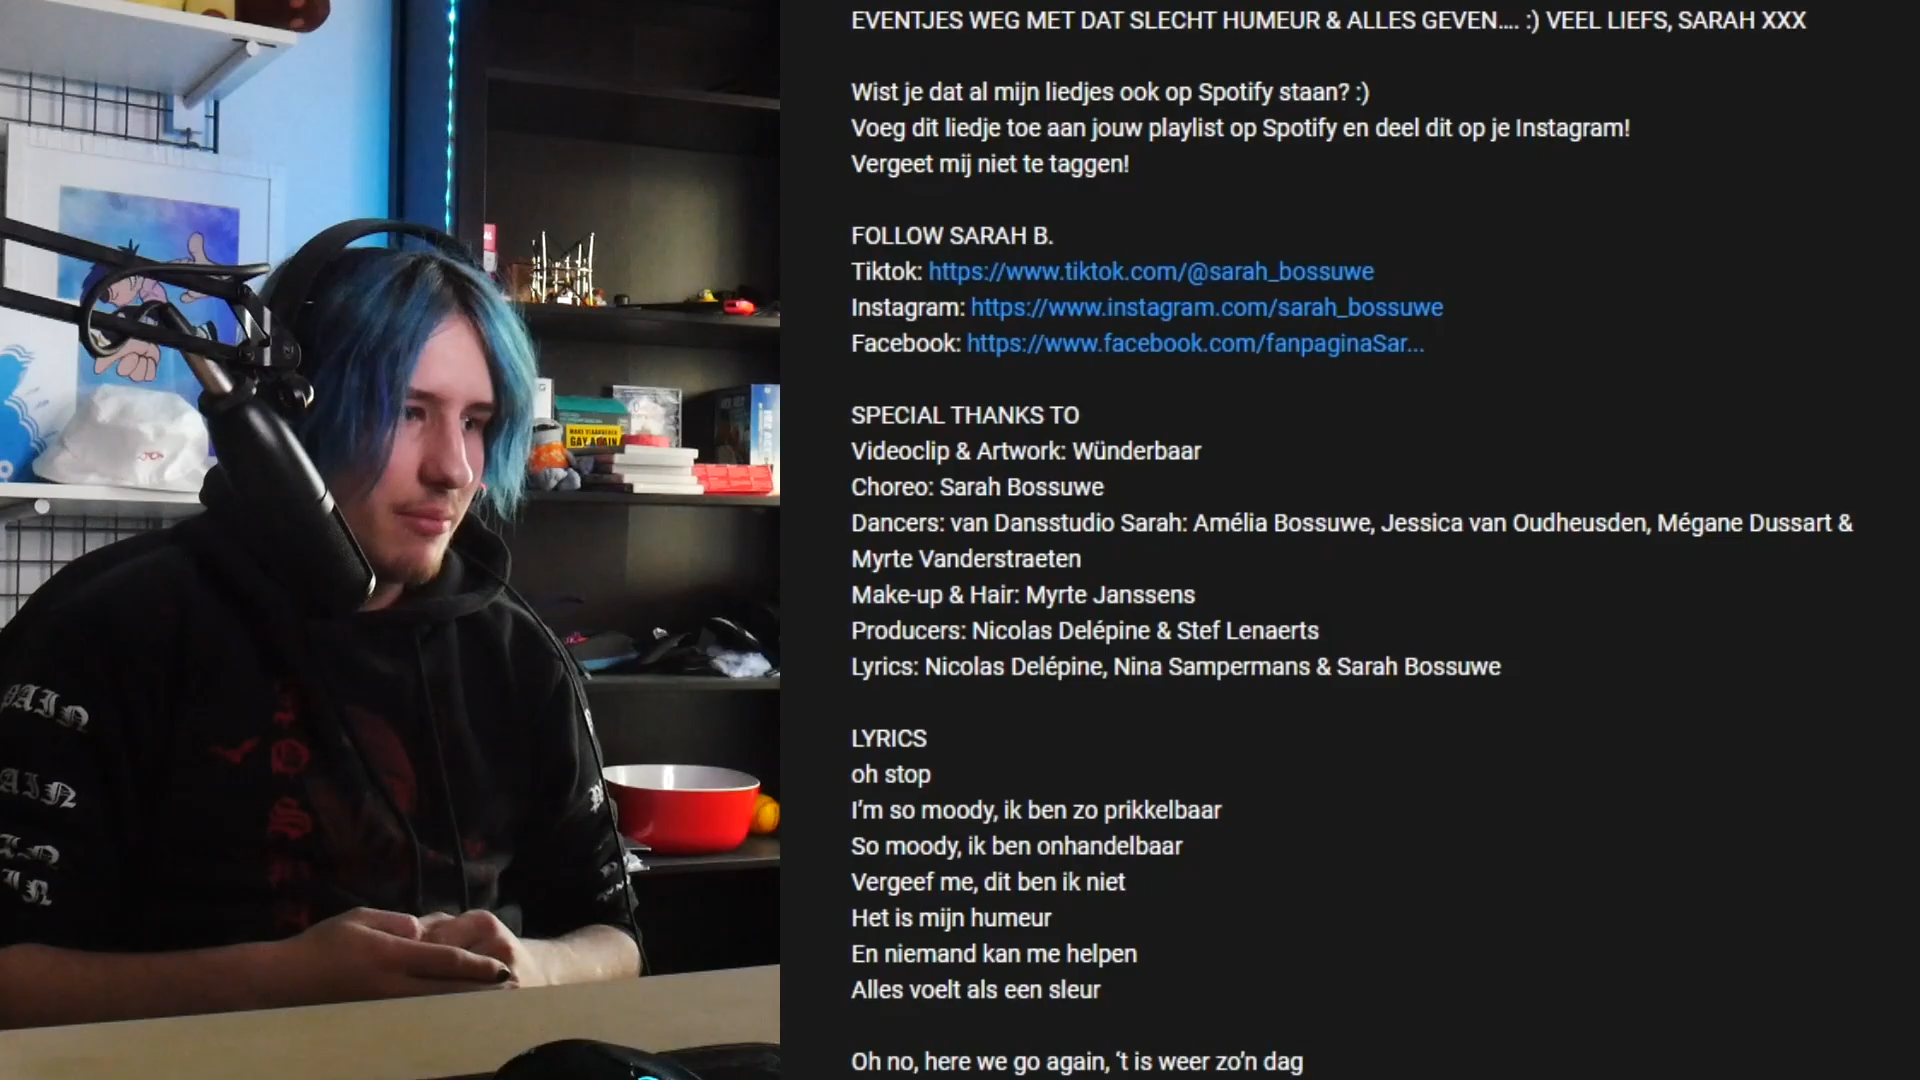 EVENTJES WEG MET DAT SLECHT HUMEUR & ALLES GEVEN.... :) VEEL LIEFS, SARAH XXX
Wist je dat al mijn liedjes ook op Spotify staan? :)
Voeg dit liedje toe aan jouw playlist op Spotify en deel dit op je Instagram!
Vergeet mij niet te taggen!
FOLLOW SARAH B.
Tiktok: https://www.tiktok.com/@sarah_bossuwe
Instagram: https://www.instagram.com/sarah_bossuwe
Facebook: https://www.facebook.com/fanpaginaSar...
SPECIAL THANKS TO
Videoclip & Artwork: Wünderbaar
Choreo: Sarah Bossuwe
Dancers: van Dansstudio Sarah: Amélia Bossuwe, Jessica van Oudheusden, Mégane Dussart &
Myrte Vanderstraeten
Make-up & Hair: Myrte Janssens
Producers: Nicolas Delépine & Stef Lenaerts
Lyrics: Nicolas Delépine, Nina Sampermans & Sarah Bossuwe
LYRICS
oh stop
I’m so moody, ik ben zo prikkelbaar
So moody, ik ben onhandelbaar
Vergeef me, dit ben ik niet
Het is mijn humeur
En niemand kan me helpen
Alles voelt als een sleur
Oh no, here we go again, ‘t is weer zo’n dag
MAKE VLAANDEREN
GAY AGAIN
PAIN